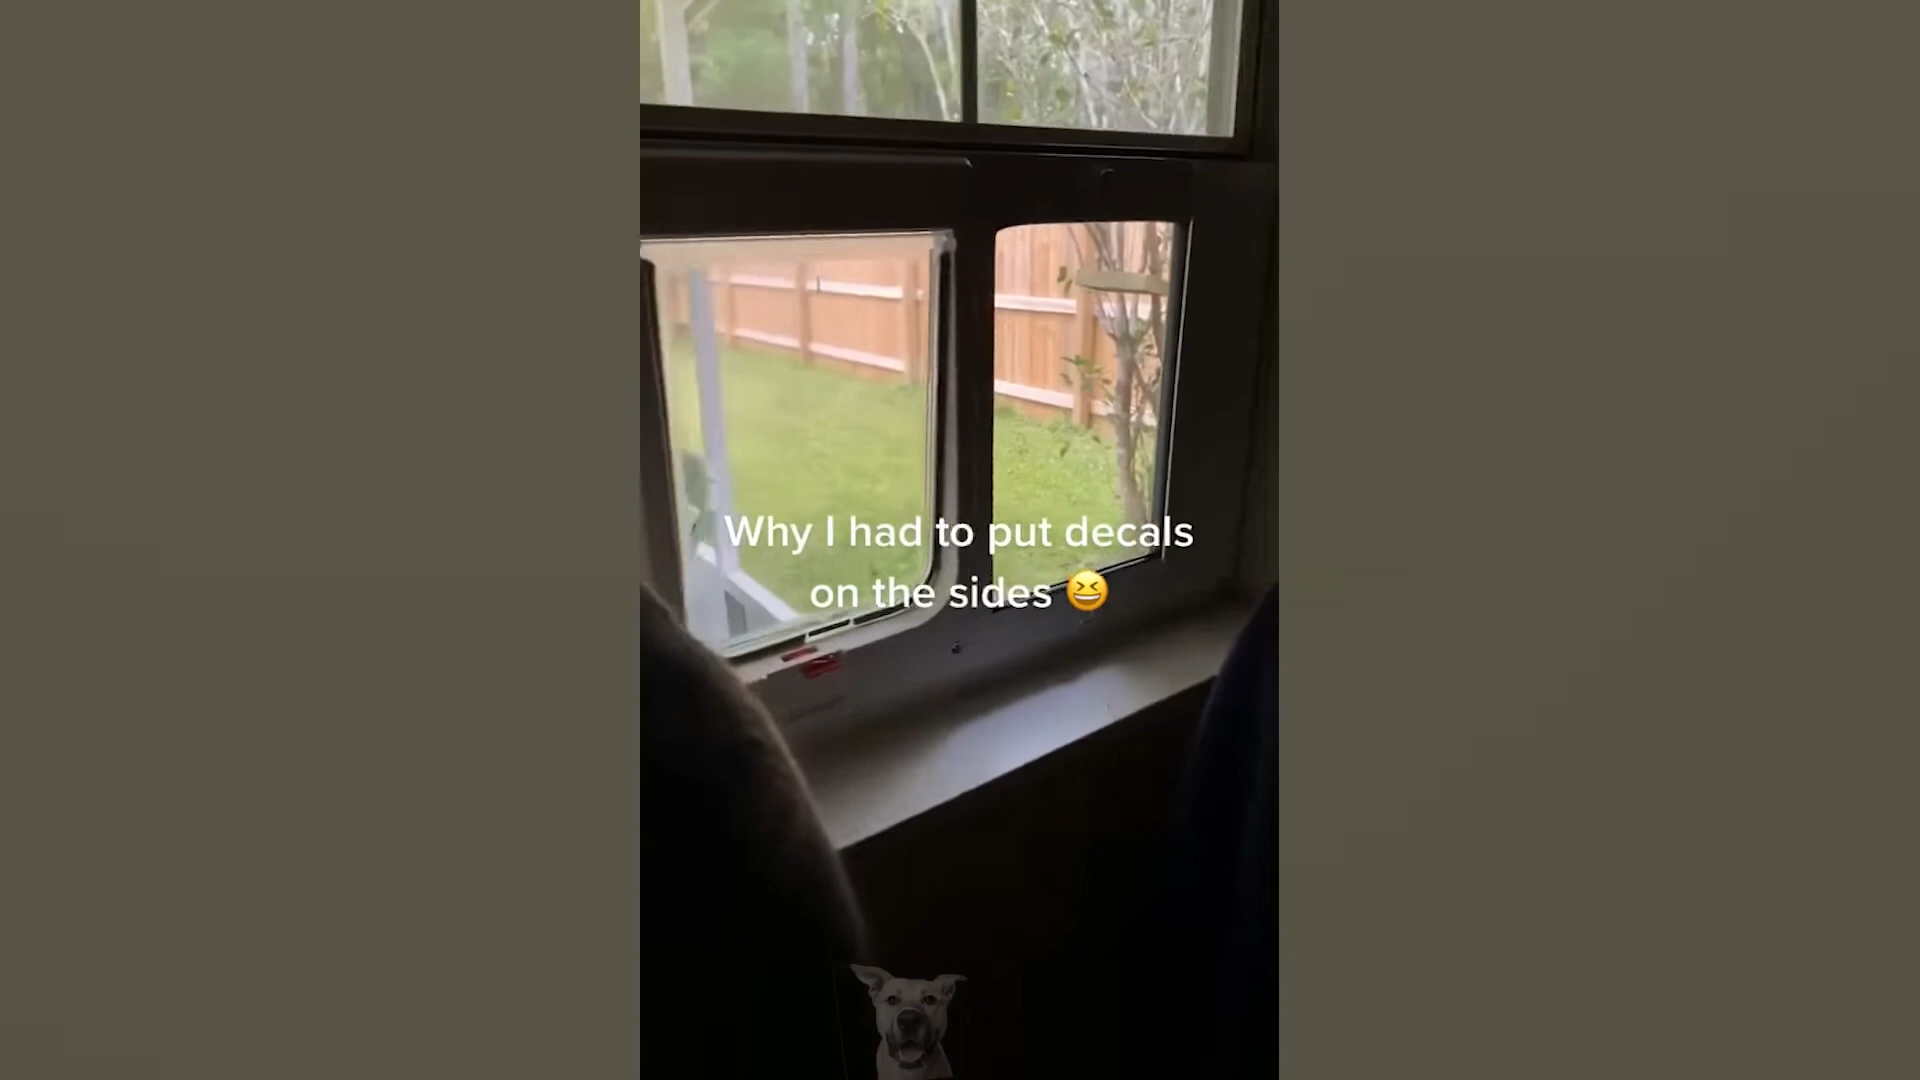 Why I had to put decals
on the sides 😆